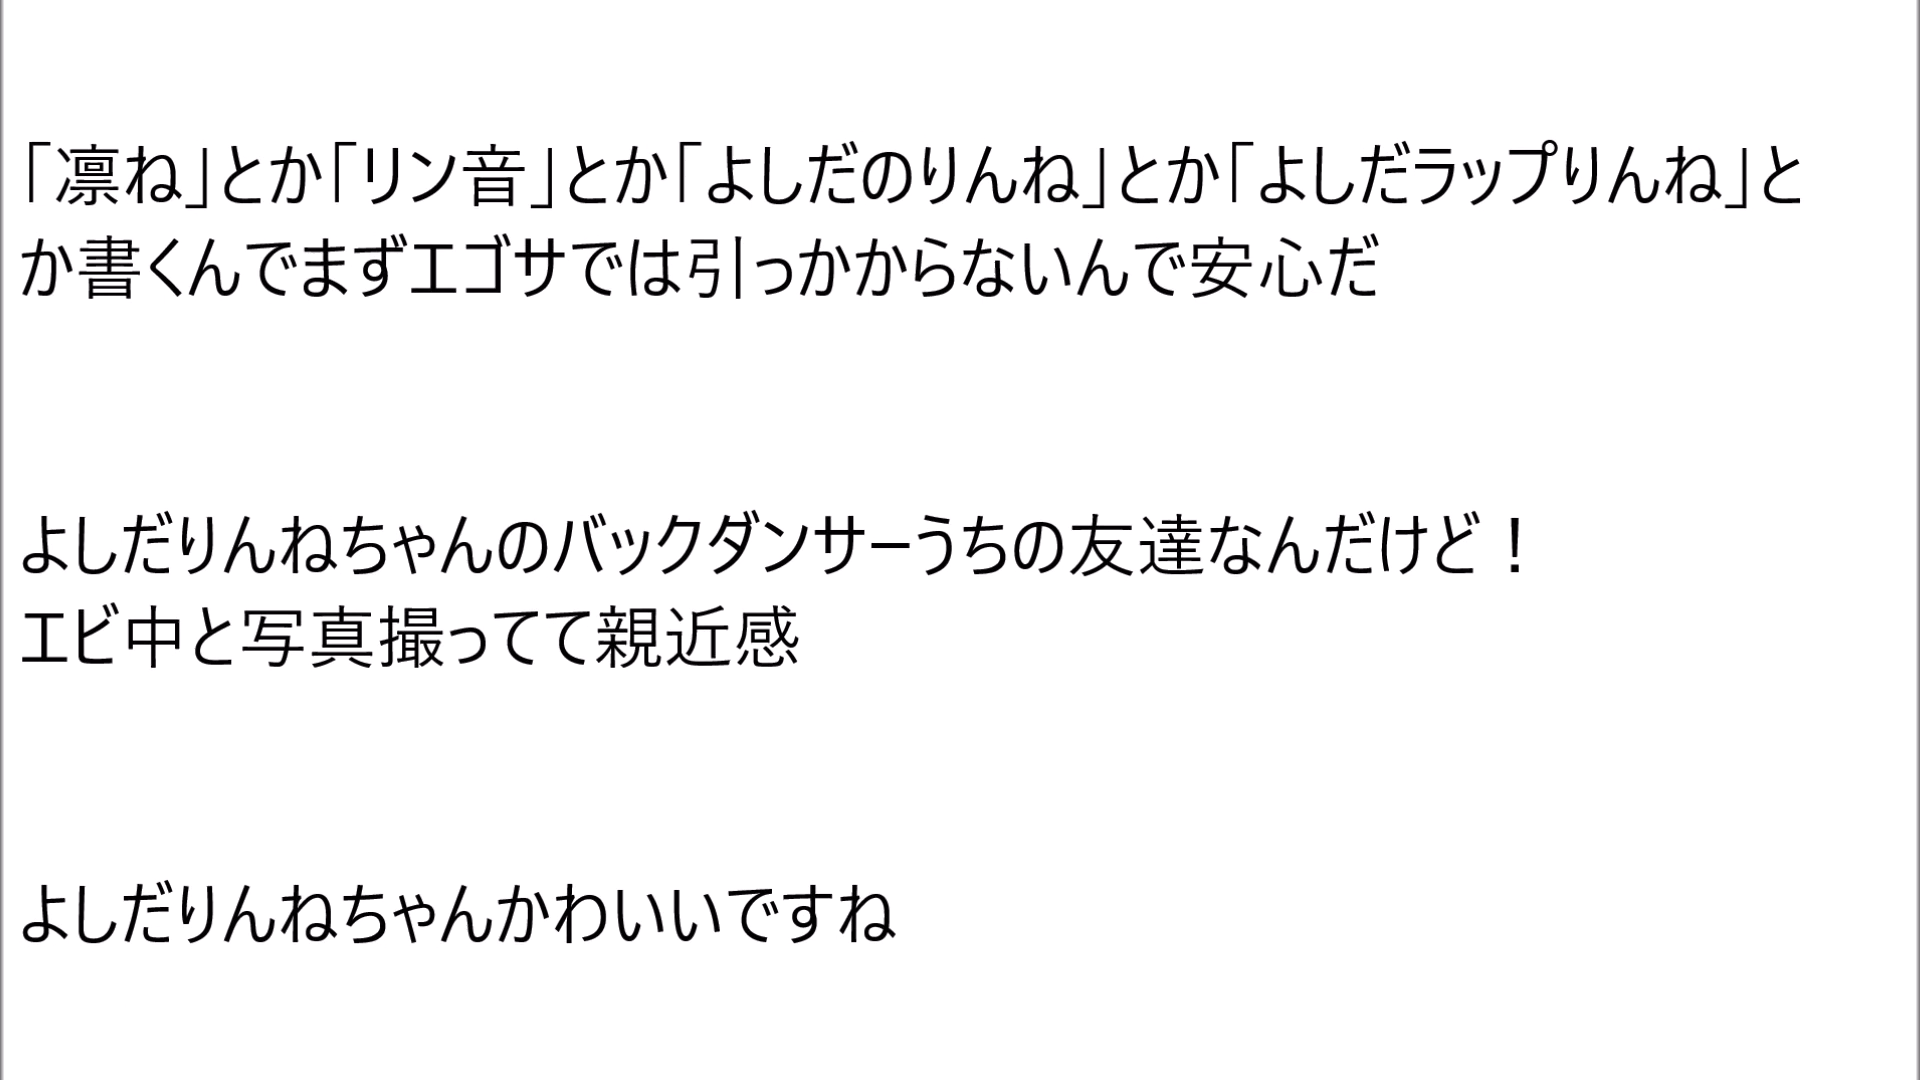 「凛ね」とか「リン音」とか「よしだのりんね」とか「よしだラップりんね」と
か書くんでまずエゴサでは引っかからないんで安心だ
よしだりんねちゃんのバックダンサーうちの友達なんだけど！
エビ中と写真撮ってて親近感
よしだりんねちゃんかわいいですね